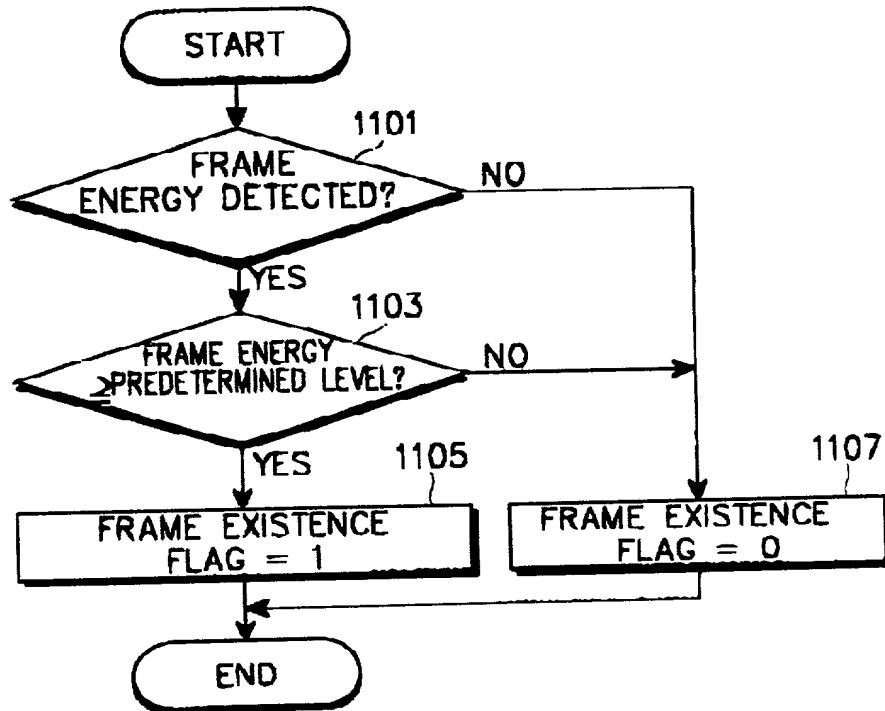 START
1101
FRAME
ENERGY DETECTED?
NO
YES
1103
FRAME ENERGY
≥PREDETERMINED LEVEL?
NO
YES
1105
FRAME EXISTENCE
FLAG = 1
1107
FRAME EXISTENCE
FLAG = 0
END